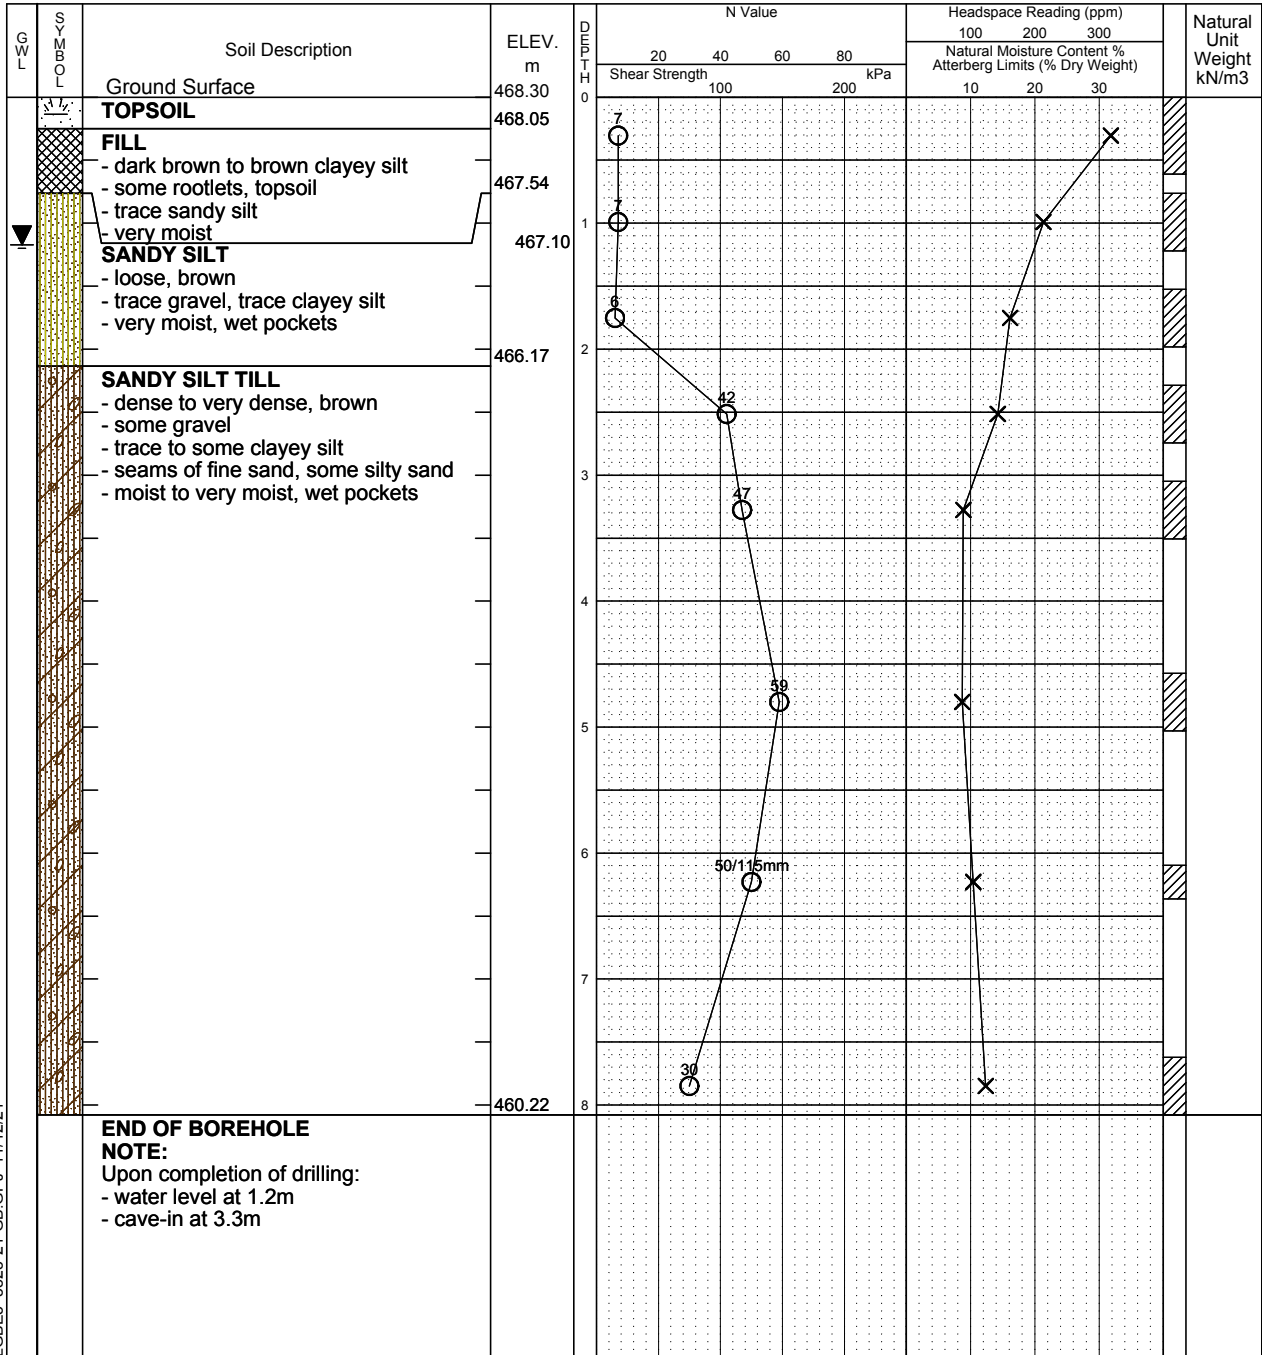 GWL
SYMBOL
Soil Description
Ground Surface
ELEV.
m
DEPTH
N Value
20 40 60 80
Shear Strength kPa
100 200
Headspace Reading (ppm)
100 200 300
Natural Moisture Content %
Atterberg Limits (% Dry Weight)
10 20 30
Natural
Unit
Weight
kN/m3
468.30
0
TOPSOIL
468.05
FILL
- dark brown to brown clayey silt
- some rootlets, topsoil
- trace sandy silt
- very moist
467.54
467.10
SANDY SILT
- loose, brown
- trace gravel, trace clayey silt
- very moist, wet pockets
466.17
SANDY SILT TILL
- dense to very dense, brown
- some gravel
- trace to some clayey silt
- seams of fine sand, some silty sand
- moist to very moist, wet pockets
460.22
1
2
3
4
5
6
7
8
7
7
6
42
47
59
50/115mm
30
END OF BOREHOLE
NOTE:
Upon completion of drilling:
- water level at 1.2m
- cave-in at 3.3m